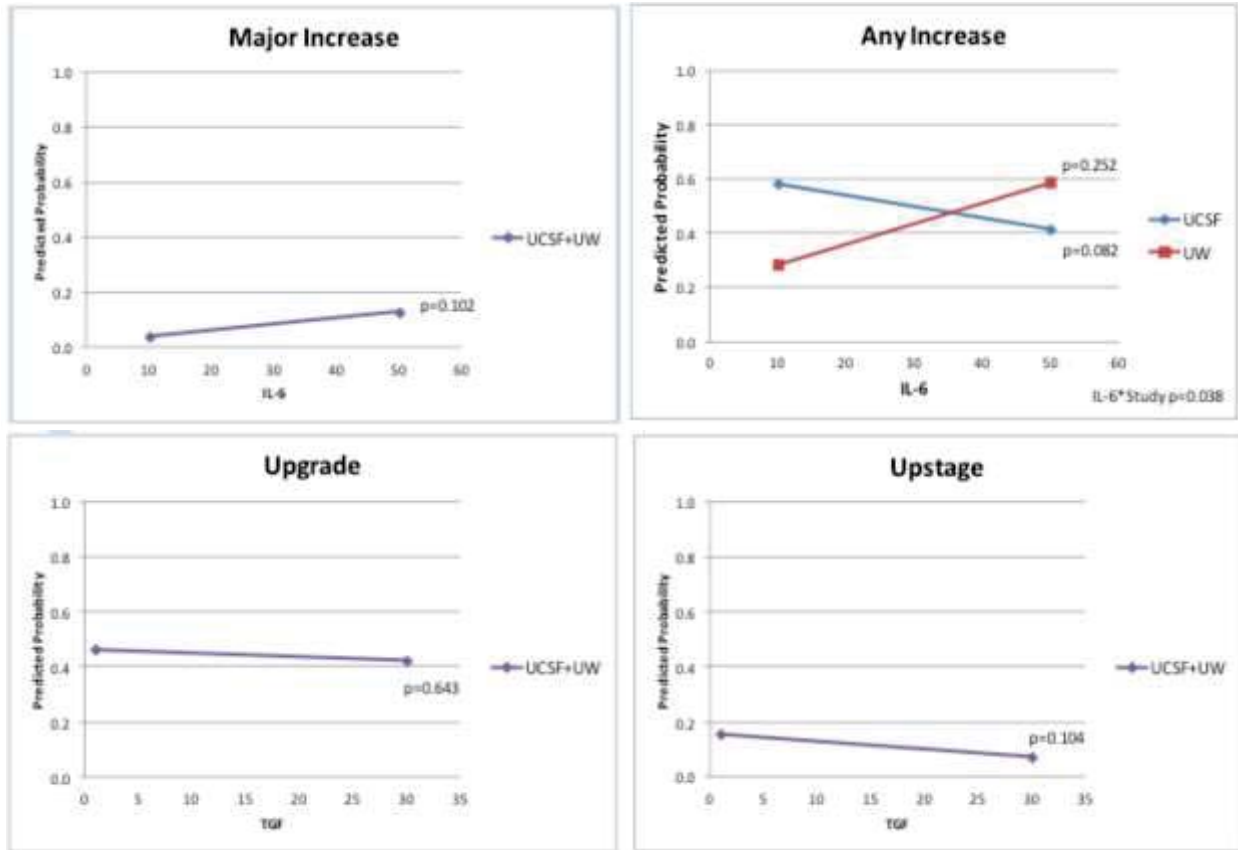 Major Increase
Predicted Probability
1.0
0.8
0.6
0.4
0.2
0.0
p=0.102
UCSF+UW
0 10 20 30 40 50 60
IL-6
Any Increase
Predicted Probability
1.0
0.8
0.6
0.4
0.2
0.0
p=0.252
p=0.082
UCSF
UW
0 10 20 30 40 50 60
IL-6
IL-6*Study p=0.038
Upgrade
Predicted Probability
1.0
0.8
0.6
0.4
0.2
0.0
p=0.643
UCSF+UW
0 5 10 15 20 25 30 35
TGF
Upstage
Predicted Probability
1.0
0.8
0.6
0.4
0.2
0.0
p=0.104
UCSF+UW
0 5 10 15 20 25 30 35
TGF